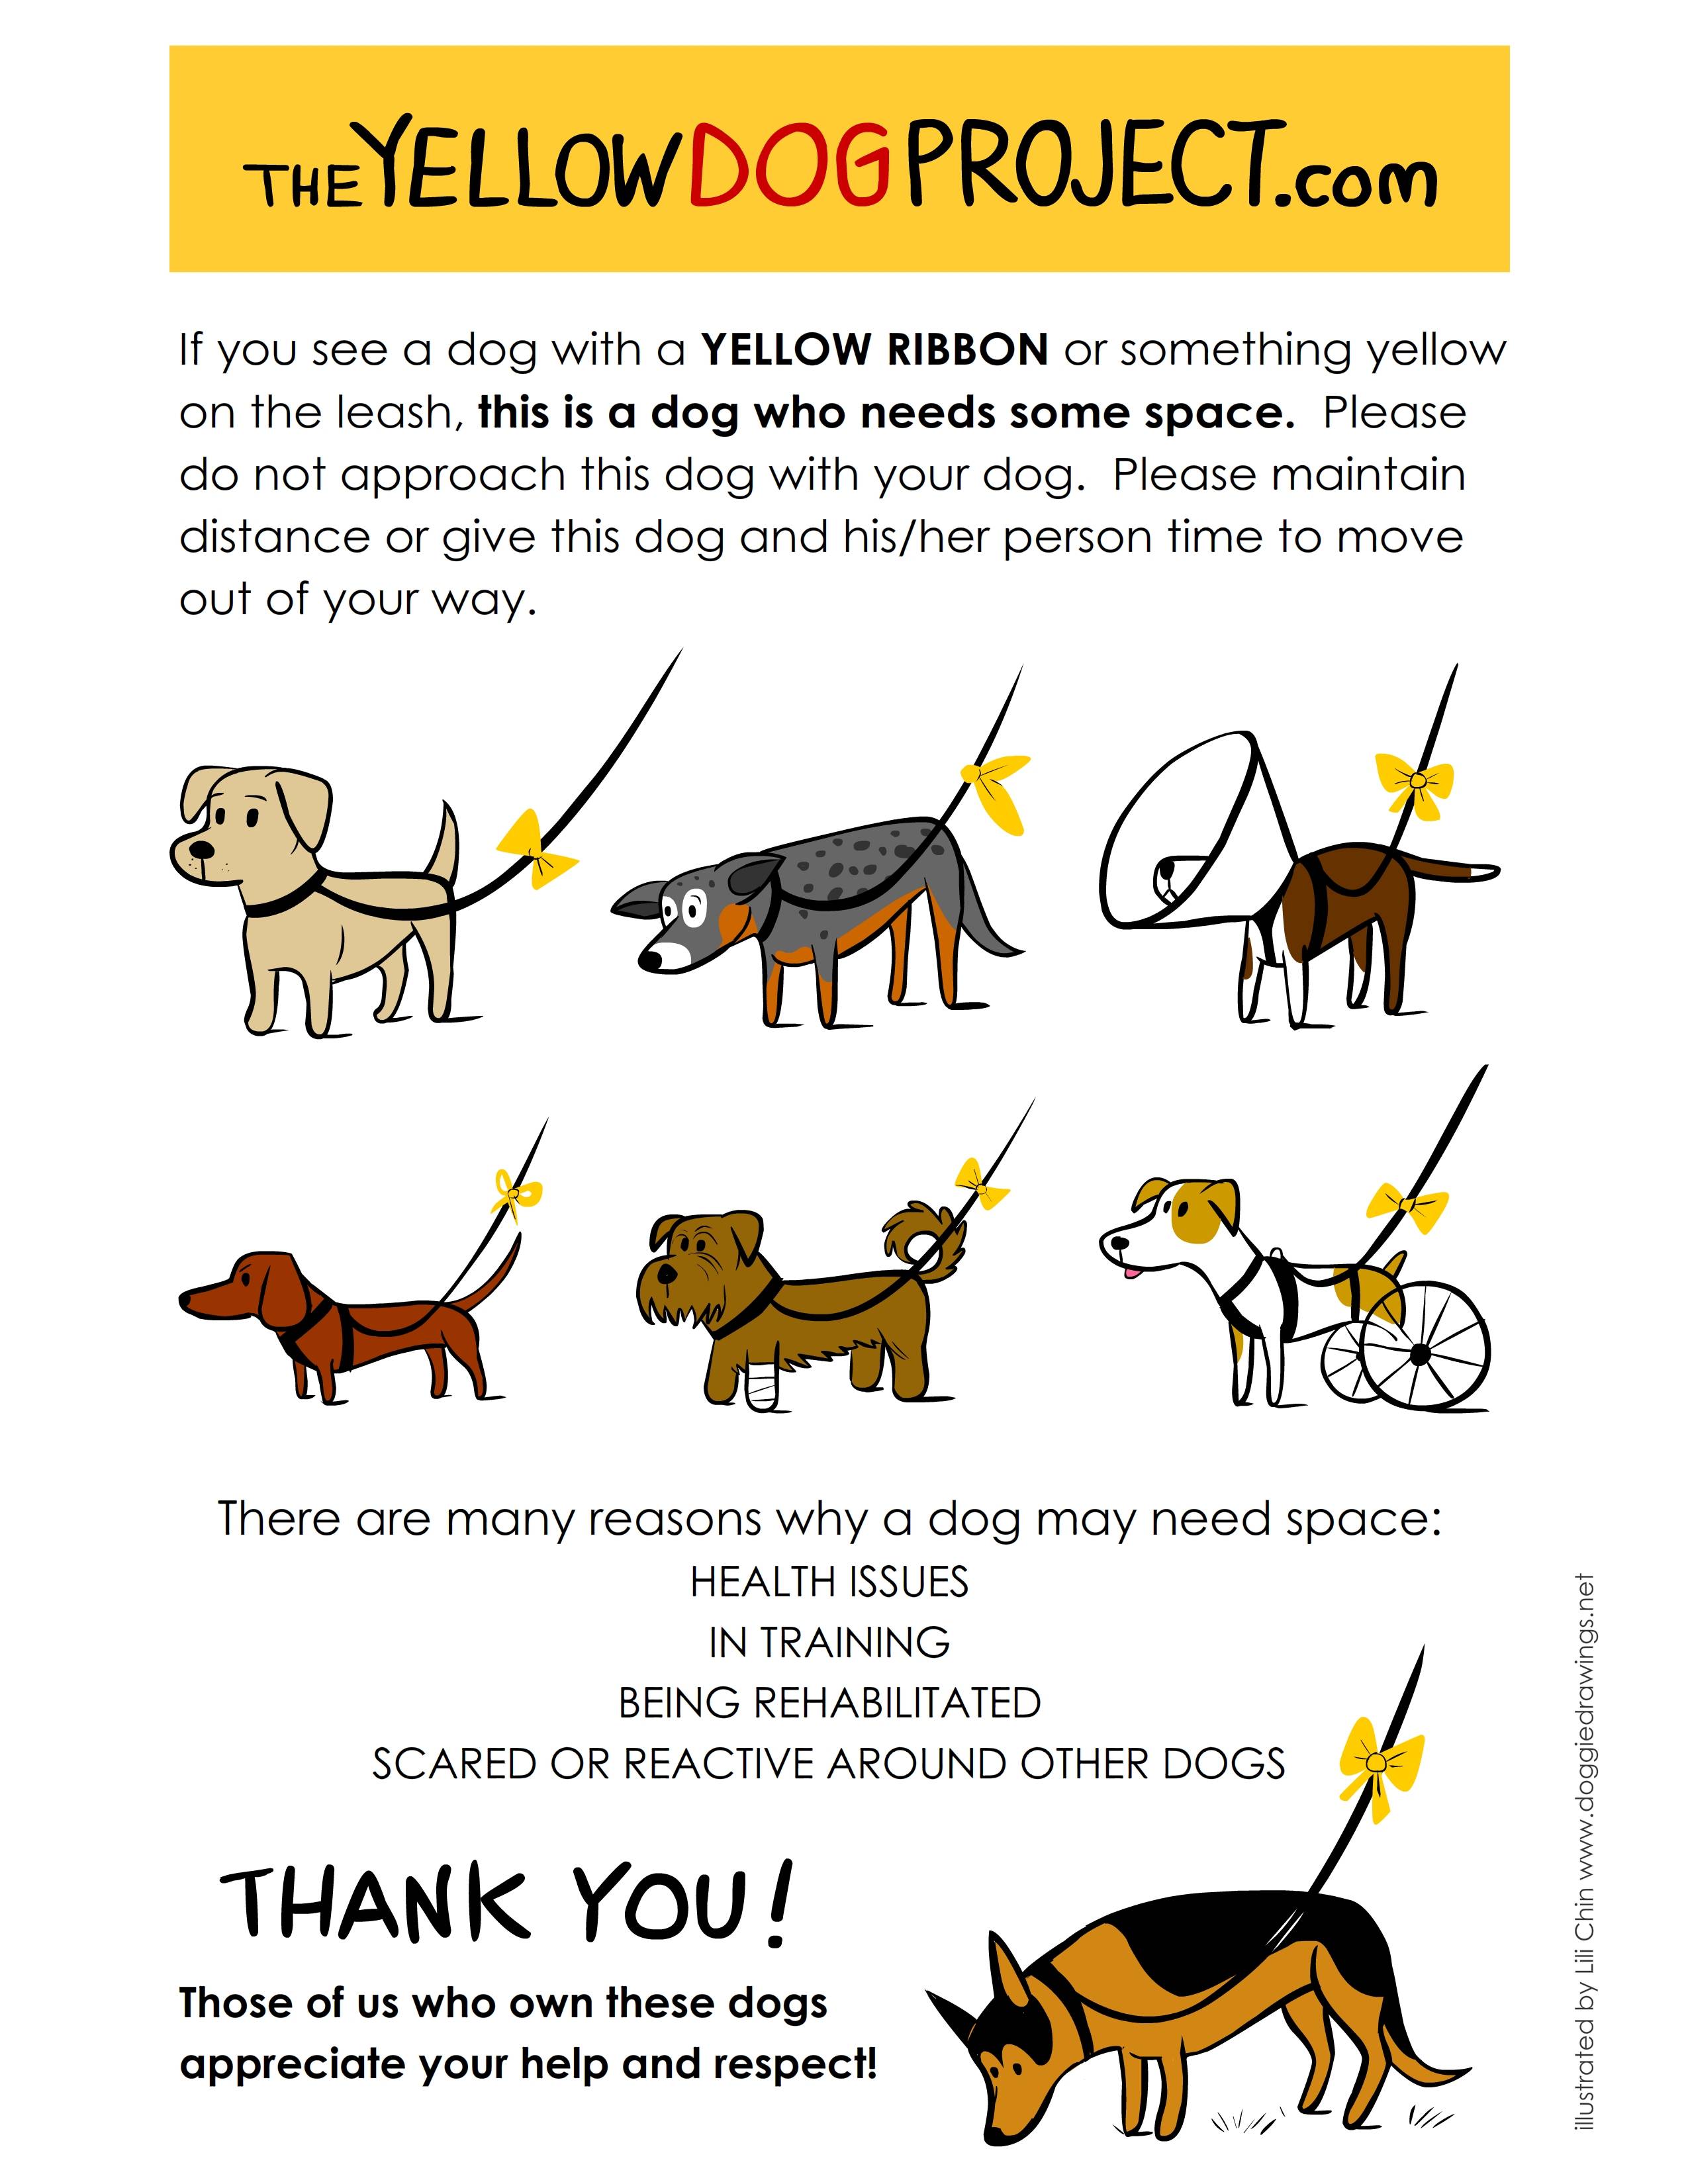 THE YELLOW DOG PROJECT.com
If you see a dog with a YELLOW RIBBON or something yellow
on the leash, this is a dog who needs some space. Please
do not approach this dog with your dog. Please maintain
distance or give this dog and his/her person time to move
out of your way.
There are many reasons why a dog may need space:
HEALTH ISSUES
IN TRAINING
BEING REHABILITATED
SCARED OR REACTIVE AROUND OTHER DOGS
THANK YOU!
Those of us who own these dogs
appreciate your help and respect!
illustrated by Lili Chin www.doggiedrawings.net